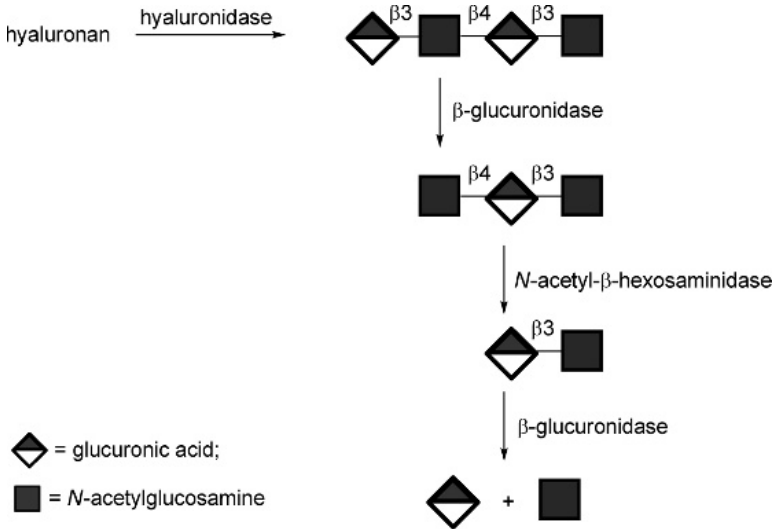 hyaluronan
hyaluronidase
β3 β4 β3
β-glucuronidase
β4 β3
N-acetyl-β-hexosaminidase
β3
β-glucuronidase
= glucuronic acid;
+
= N-acetylglucosamine